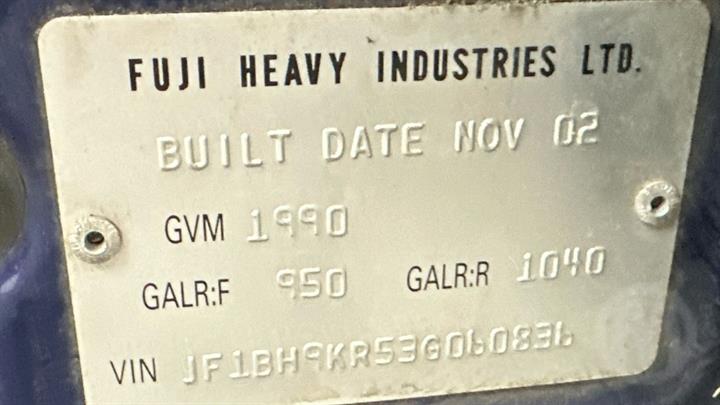 FUJI HEAVY INDUSTRIES LTD.
BUILT DATE NOV 02
GVM 1990
GALR:F 950 GALR:R 1040
VIN JF1BH9KR53G060836